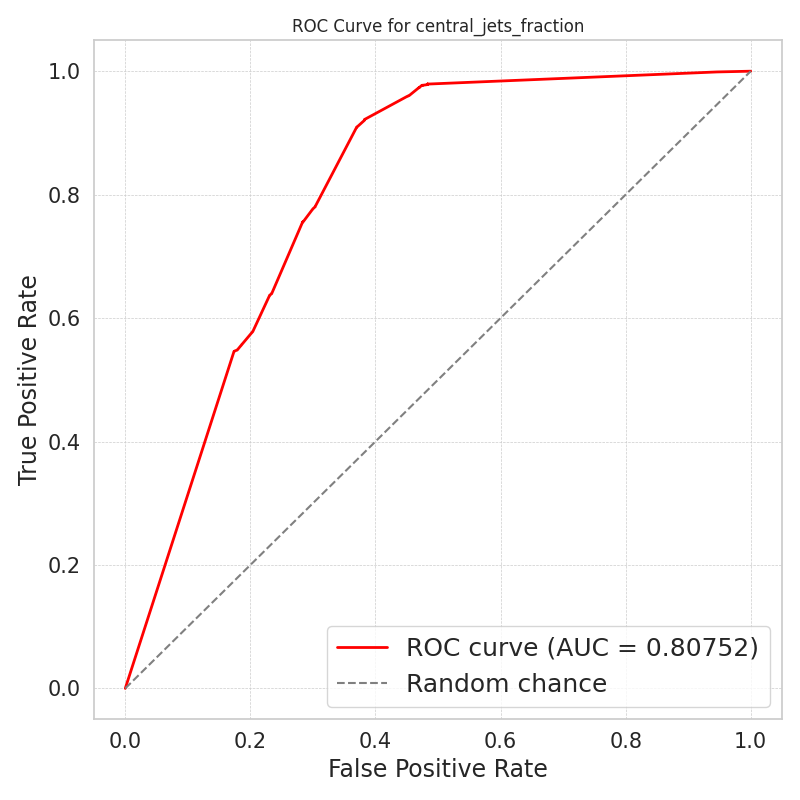 ROC Curve for central_jets_fraction
True Positive Rate
1.0
0.8
0.6
0.4
0.2
0.0
ROC curve (AUC = 0.80752)
Random chance
0.0 0.2 0.4 0.6 0.8 1.0
False Positive Rate